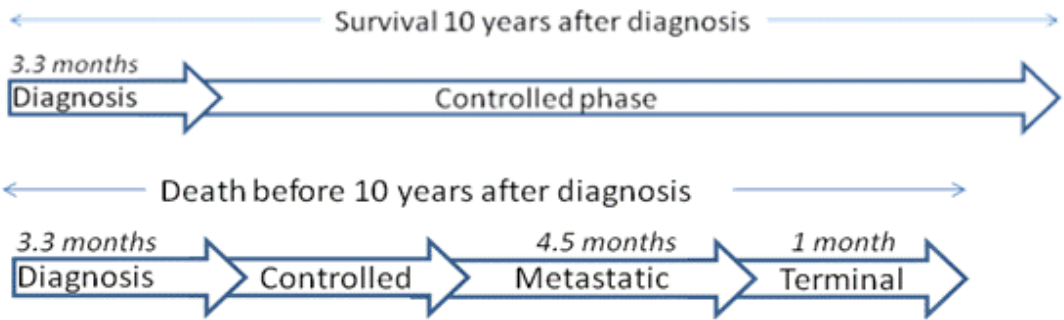 Survival 10 years after diagnosis
3.3 months
Diagnosis Controlled phase
Death before 10 years after diagnosis
3.3 months 4.5 months 1 month
Diagnosis Controlled Metastatic Terminal